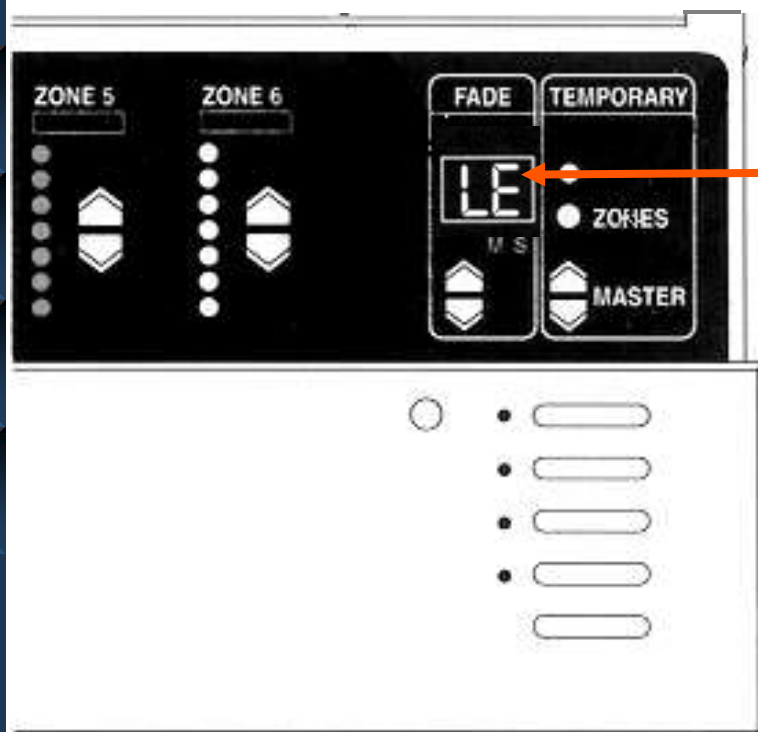 ZONE 5 ZONE 6 FADE TEMPORARY
LE
ZONES
M S
MASTER